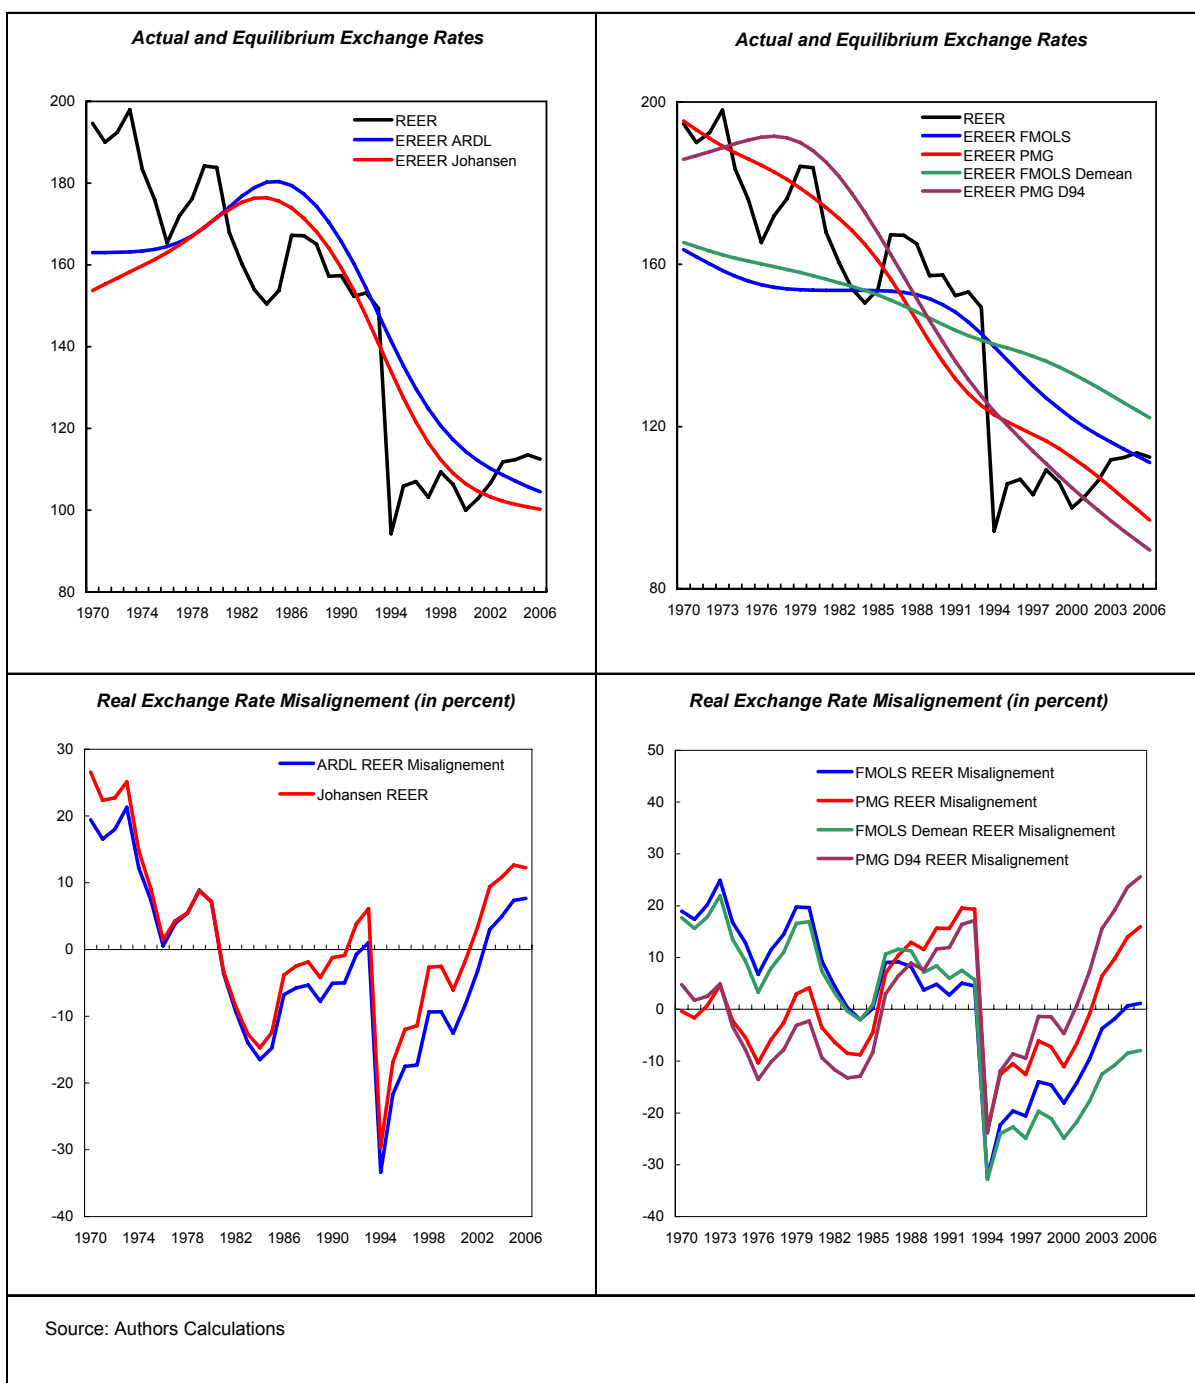 Actual and Equilibrium Exchange Rates
200
180
160
140
120
100
80
REER
EREER ARDL
EREER Johansen
1970 1974 1978 1982 1986 1990 1994 1998 2002 2006
Actual and Equilibrium Exchange Rates
200
160
120
80
REER
EREER FMOLS
EREER PMG
EREER FMOLS Demean
EREER PMG D94
1970 1973 1976 1979 1982 1985 1988 1991 1994 1997 2000 2003 2006
Real Exchange Rate Misalignement (in percent)
30
20
10
0
-10
-20
-30
-40
ARDL REER Misalignement
Johansen REER
1970 1974 1978 1982 1986 1990 1994 1998 2002 2006
Real Exchange Rate Misalignement (in percent)
50
40
30
20
10
0
-10
-20
-30
-40
FMOLS REER Misalignement
PMG REER Misalignement
FMOLS Demean REER Misalignement
PMG D94 REER Misalignement
1970 1973 1976 1979 1982 1985 1988 1991 1994 1997 2000 2003 2006
Source: Authors Calculations